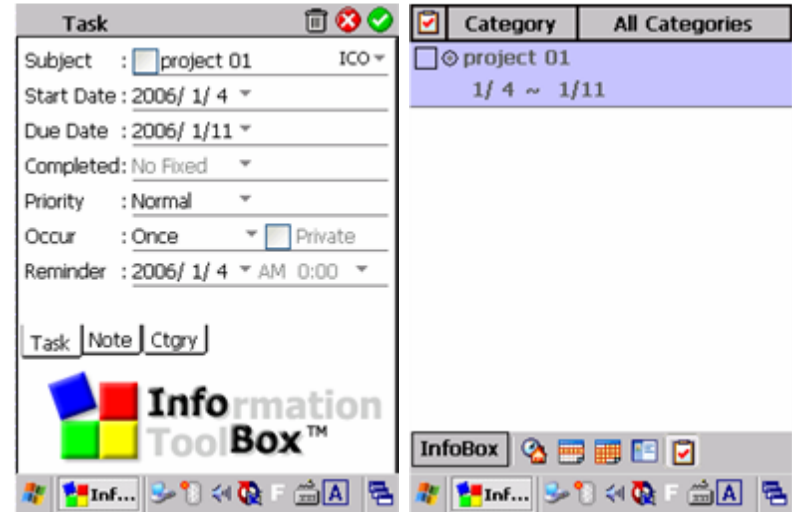 Task
Subject : project 01 ICO
Start Date : 2006/ 1/ 4
Due Date : 2006/ 1/11
Completed: No Fixed
Priority : Normal
Occur : Once Private
Reminder : 2006/ 1/ 4 AM 0:00
Task Note Ctgry
Information
ToolBox™
Inf... F A
Category All Categories
project 01
1/ 4 ~ 1/11
InfoBox
Inf... F A